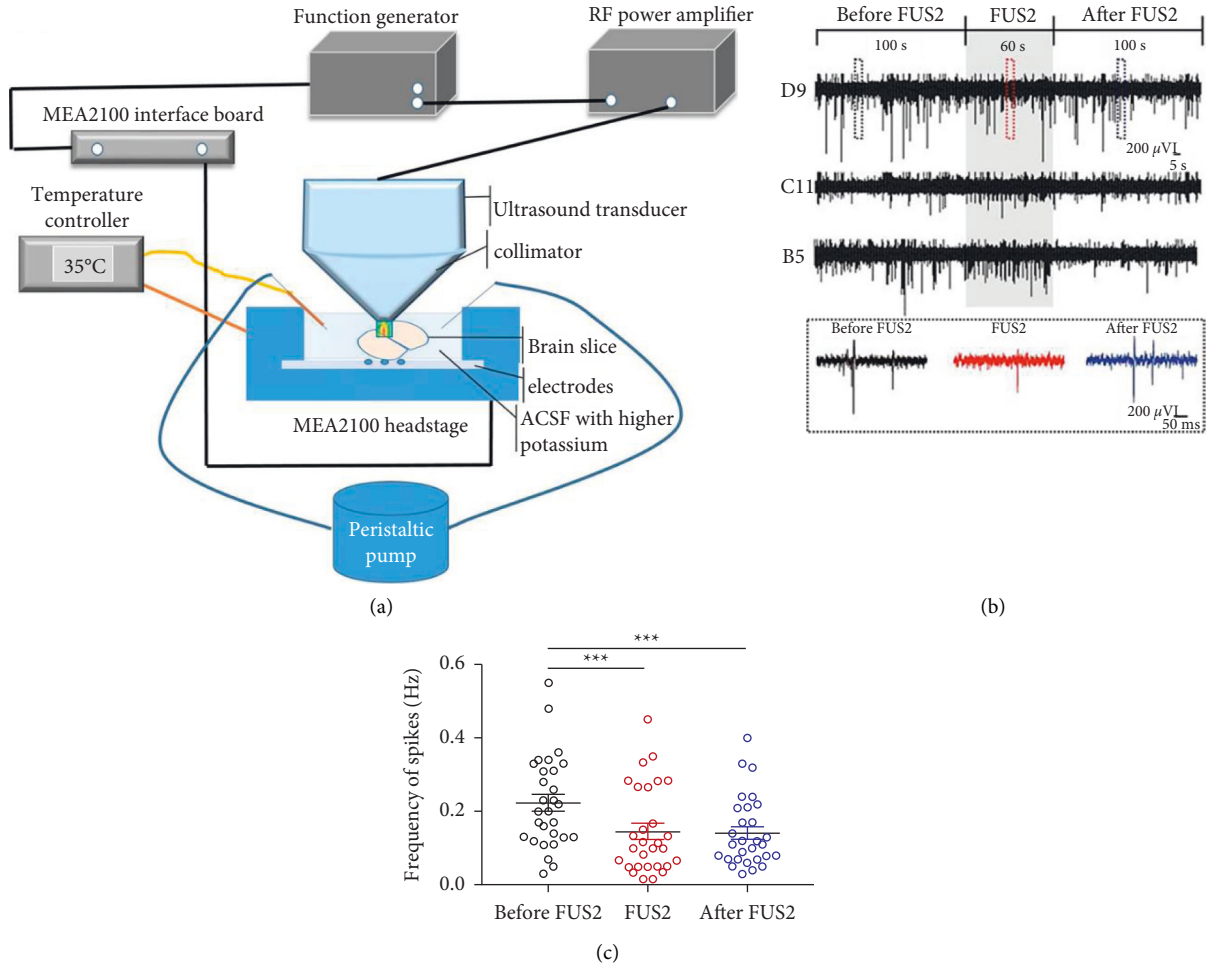 Function generator
RF power amplifier
MEA2100 interface board
Temperature
controller
35°C
Ultrasound transducer
collimator
Brain slice
electrodes
ACSF with higher
potassium
MEA2100 headstage
Peristaltic
pump
(a)
Before FUS2 FUS2 After FUS2
100 s 60 s 100 s
D9
200 μV
5 s
C11
B5
Before FUS2 FUS2 After FUS2
200 μV
50 ms
(b)
***
***
Frequency of spikes (Hz)
0.6
0.4
0.2
0.0
Before FUS2 FUS2 After FUS2
(c)